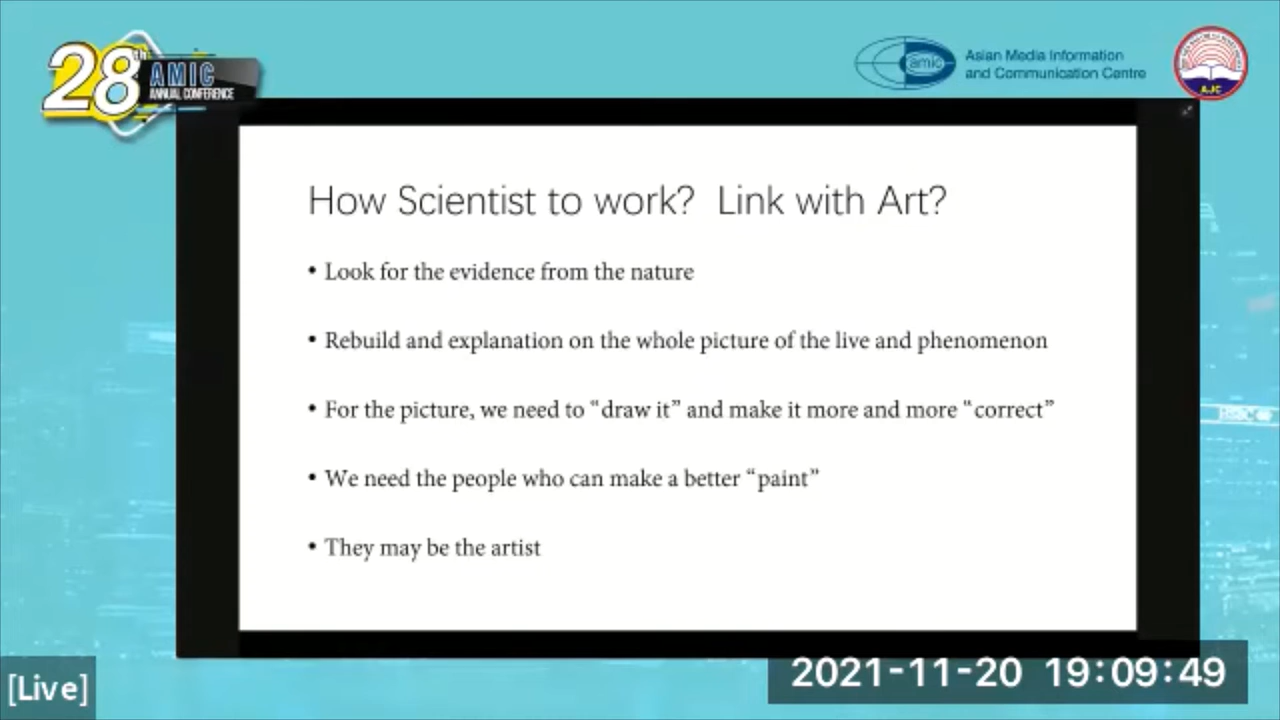 28th
AMIC
ANNUAL CONFERENCE
amic
Asian Media Information
and Communication Centre
AJC
How Scientist to work?  Link with Art?
• Look for the evidence from the nature
• Rebuild and explanation on the whole picture of the live and phenomenon
• For the picture, we need to “draw it” and make it more and more “correct”
• We need the people who can make a better “paint”
• They may be the artist
[Live]
2021-11-20 19:09:49